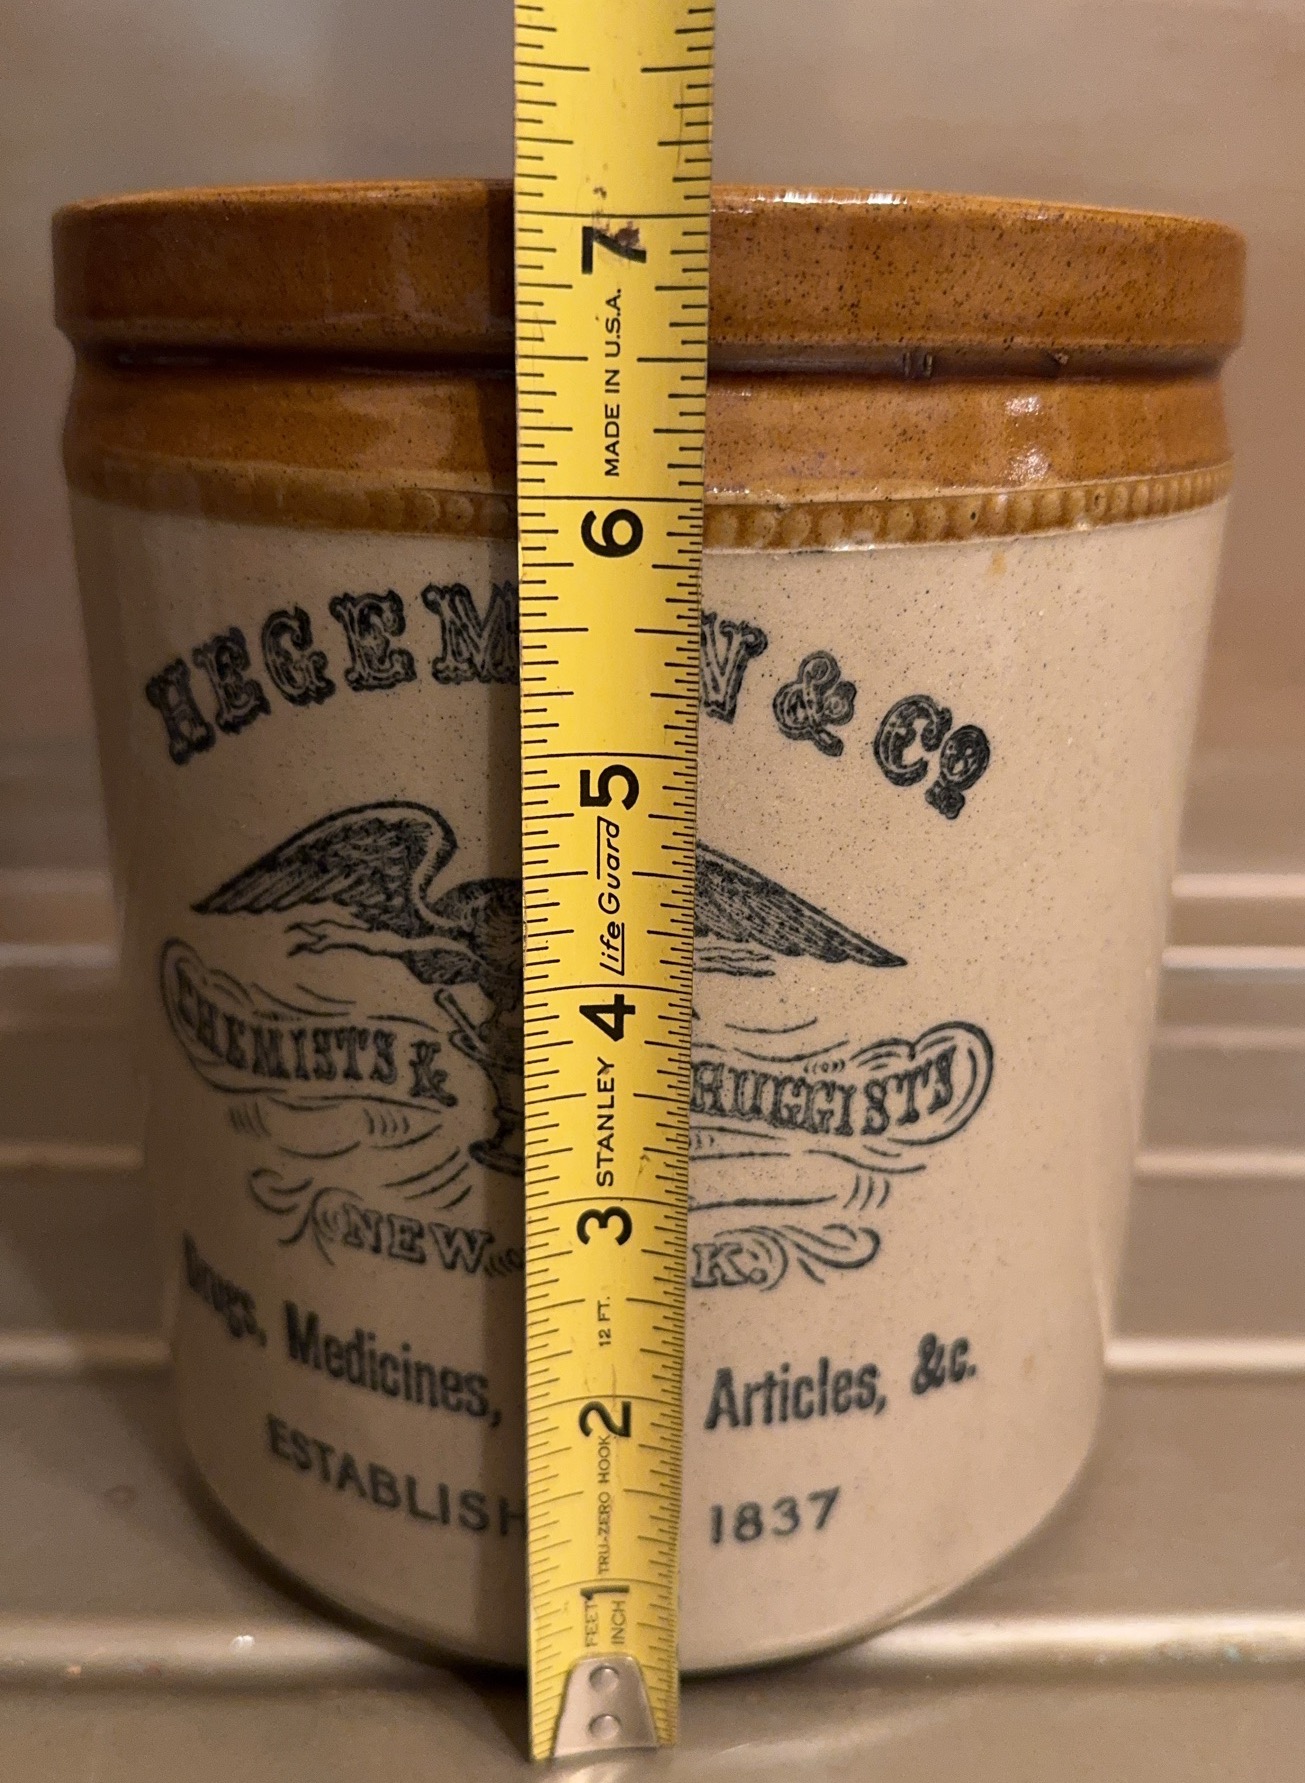 HEGEM N & Co
CHEMISTS & RUGGISTS
NEW K.
Drugs, Medicines, Articles, &c.
ESTABLISH 1837
7
MADE IN U.S.A.
6
5
Life Guard
4
STANLEY
3
12 FT.
2
TRU-ZERO HOOK
1
FEET
INCH